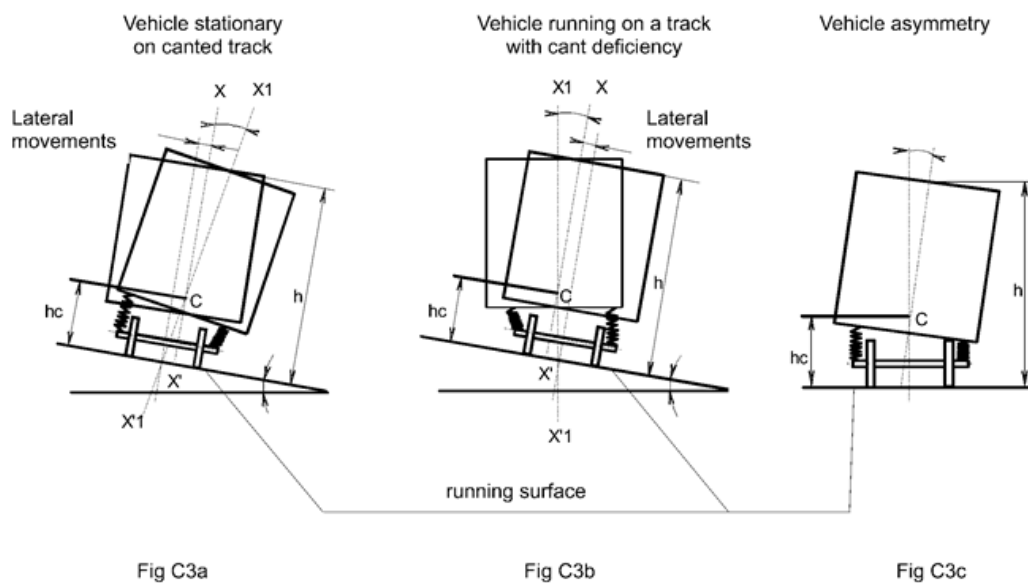 Vehicle stationary
on canted track
Vehicle running on a track
with cant deficiency
Vehicle asymmetry
X
X1
X1
X
Lateral
movements
Lateral
movements
h
h
h
C
C
C
hc
hc
hc
X'
X'
X'1
X'1
running surface
Fig C3a
Fig C3b
Fig C3c